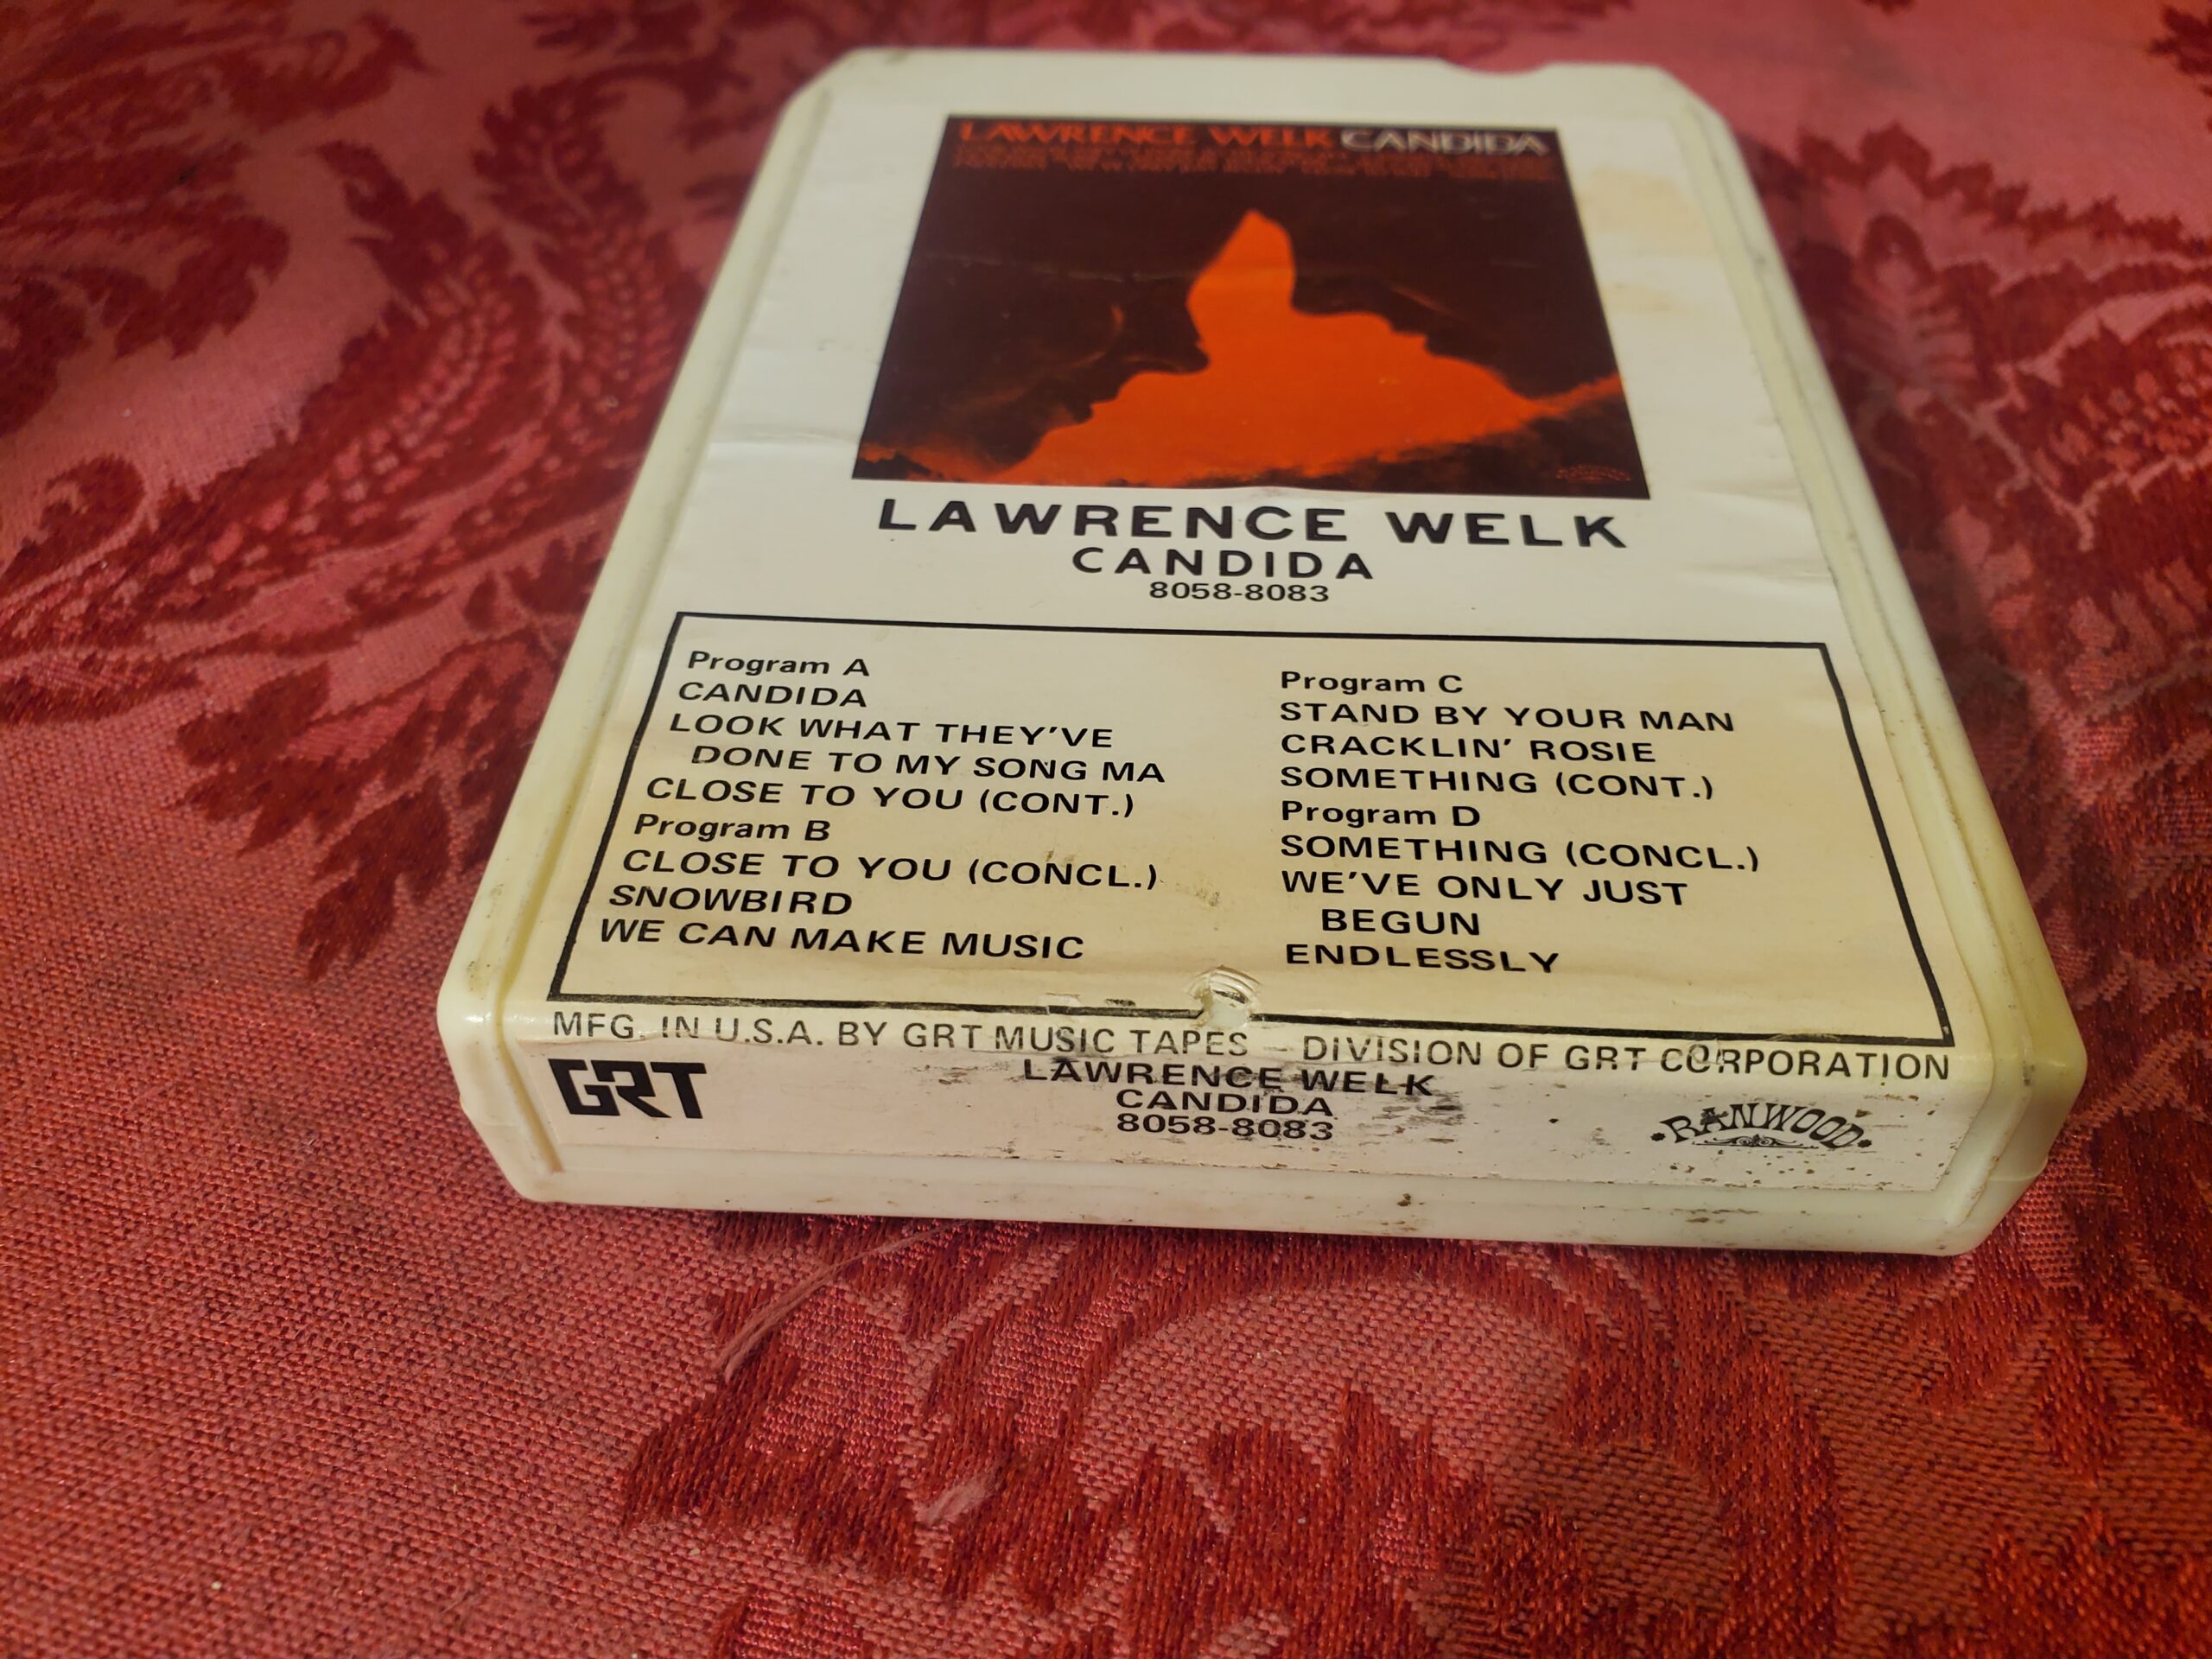 LAWRENCE WELK CANDIDA
LAWRENCE WELK
CANDIDA
8058-8083
Program A
CANDIDA
LOOK WHAT THEY'VE
DONE TO MY SONG MA
CLOSE TO YOU (CONT.)
Program B
CLOSE TO YOU (CONCL.)
SNOWBIRD
WE CAN MAKE MUSIC
Program C
STAND BY YOUR MAN
CRACKLIN' ROSIE
SOMETHING (CONT.)
Program D
SOMETHING (CONCL.)
WE'VE ONLY JUST
BEGUN
ENDLESSLY
MFG. IN U.S.A. BY GRT MUSIC TAPES – DIVISION OF GRT CORPORATION
GRT
LAWRENCE WELK
CANDIDA
8058-8083
RANWOOD